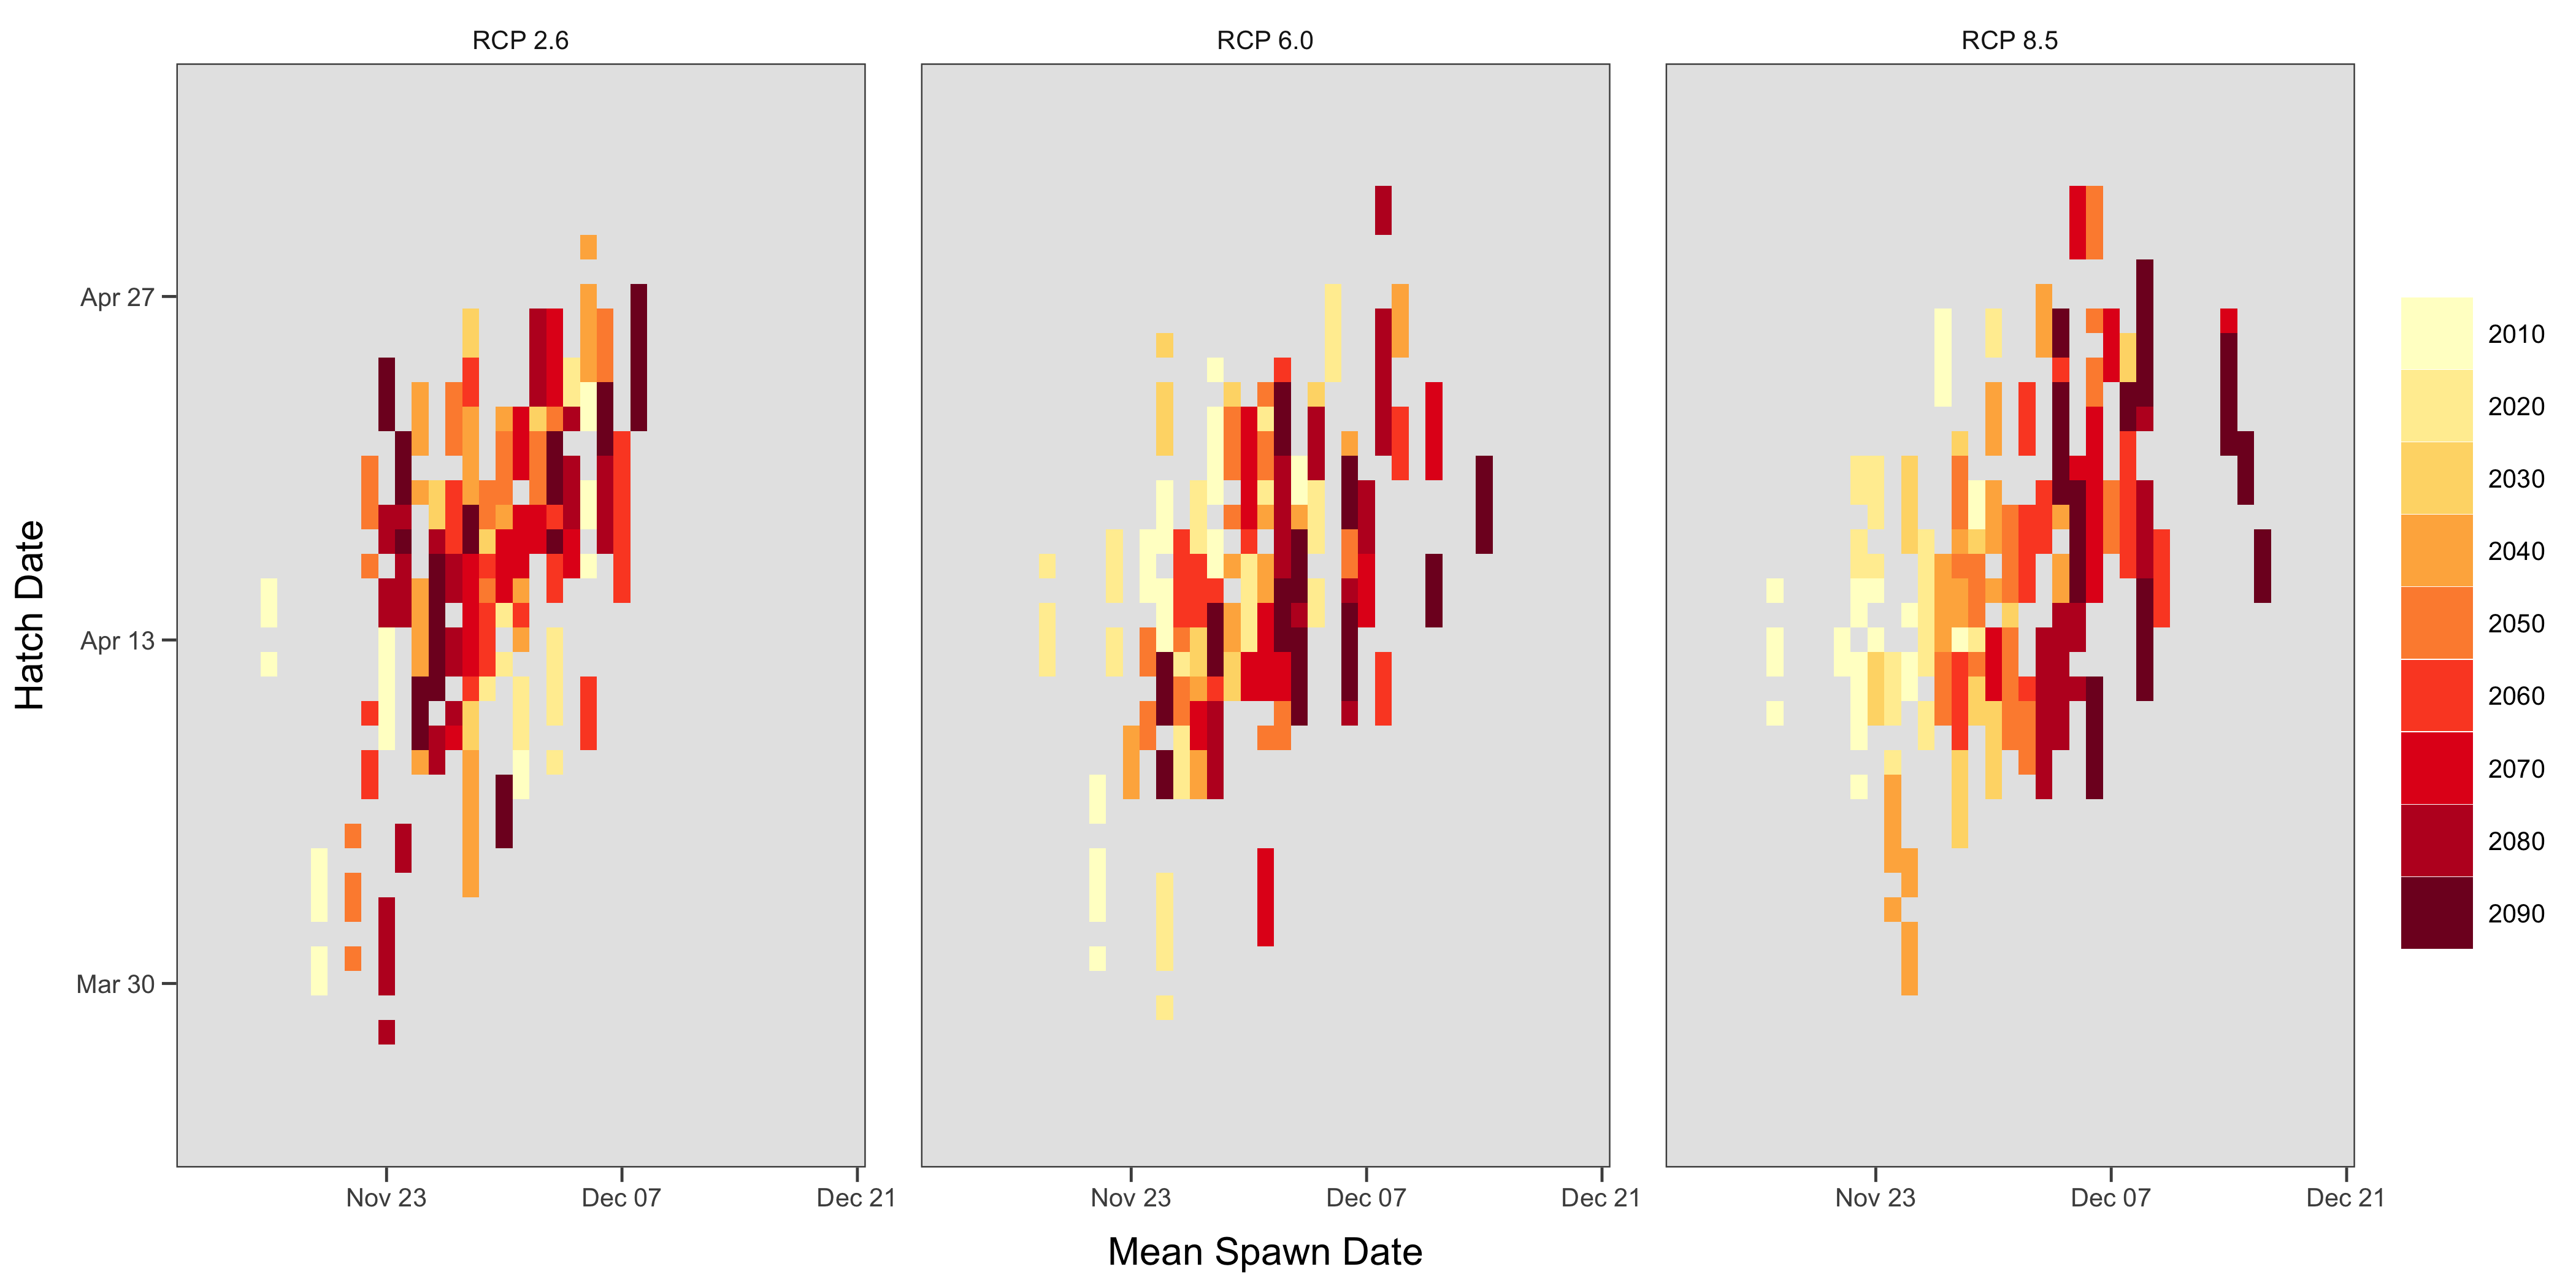 RCP 2.6
RCP 6.0
RCP 8.5
Hatch Date
Apr 27
Apr 13
Mar 30
Nov 23
Dec 07
Dec 21
Nov 23
Dec 07
Dec 21
Nov 23
Dec 07
Dec 21
Mean Spawn Date
2010
2020
2030
2040
2050
2060
2070
2080
2090